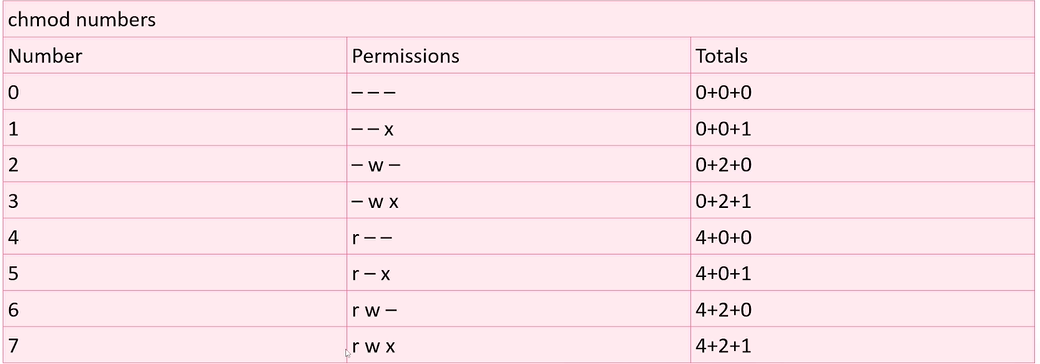 chmod numbers
Number Permissions Totals
0 – – – 0+0+0
1 – – x 0+0+1
2 – w – 0+2+0
3 – w x 0+2+1
4 r – – 4+0+0
5 r – x 4+0+1
6 r w – 4+2+0
7 r w x 4+2+1